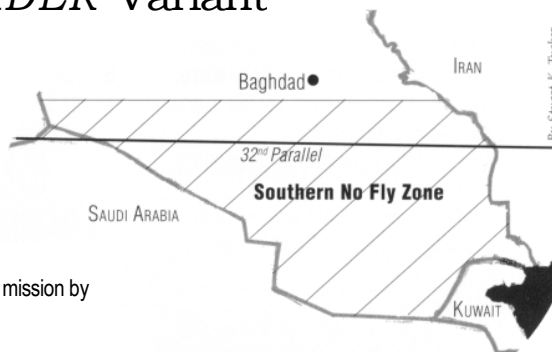 Variant
IRAN
Baghdad
32nd Parallel
Southern No Fly Zone
SAUDI ARABIA
mission by
KUWAIT